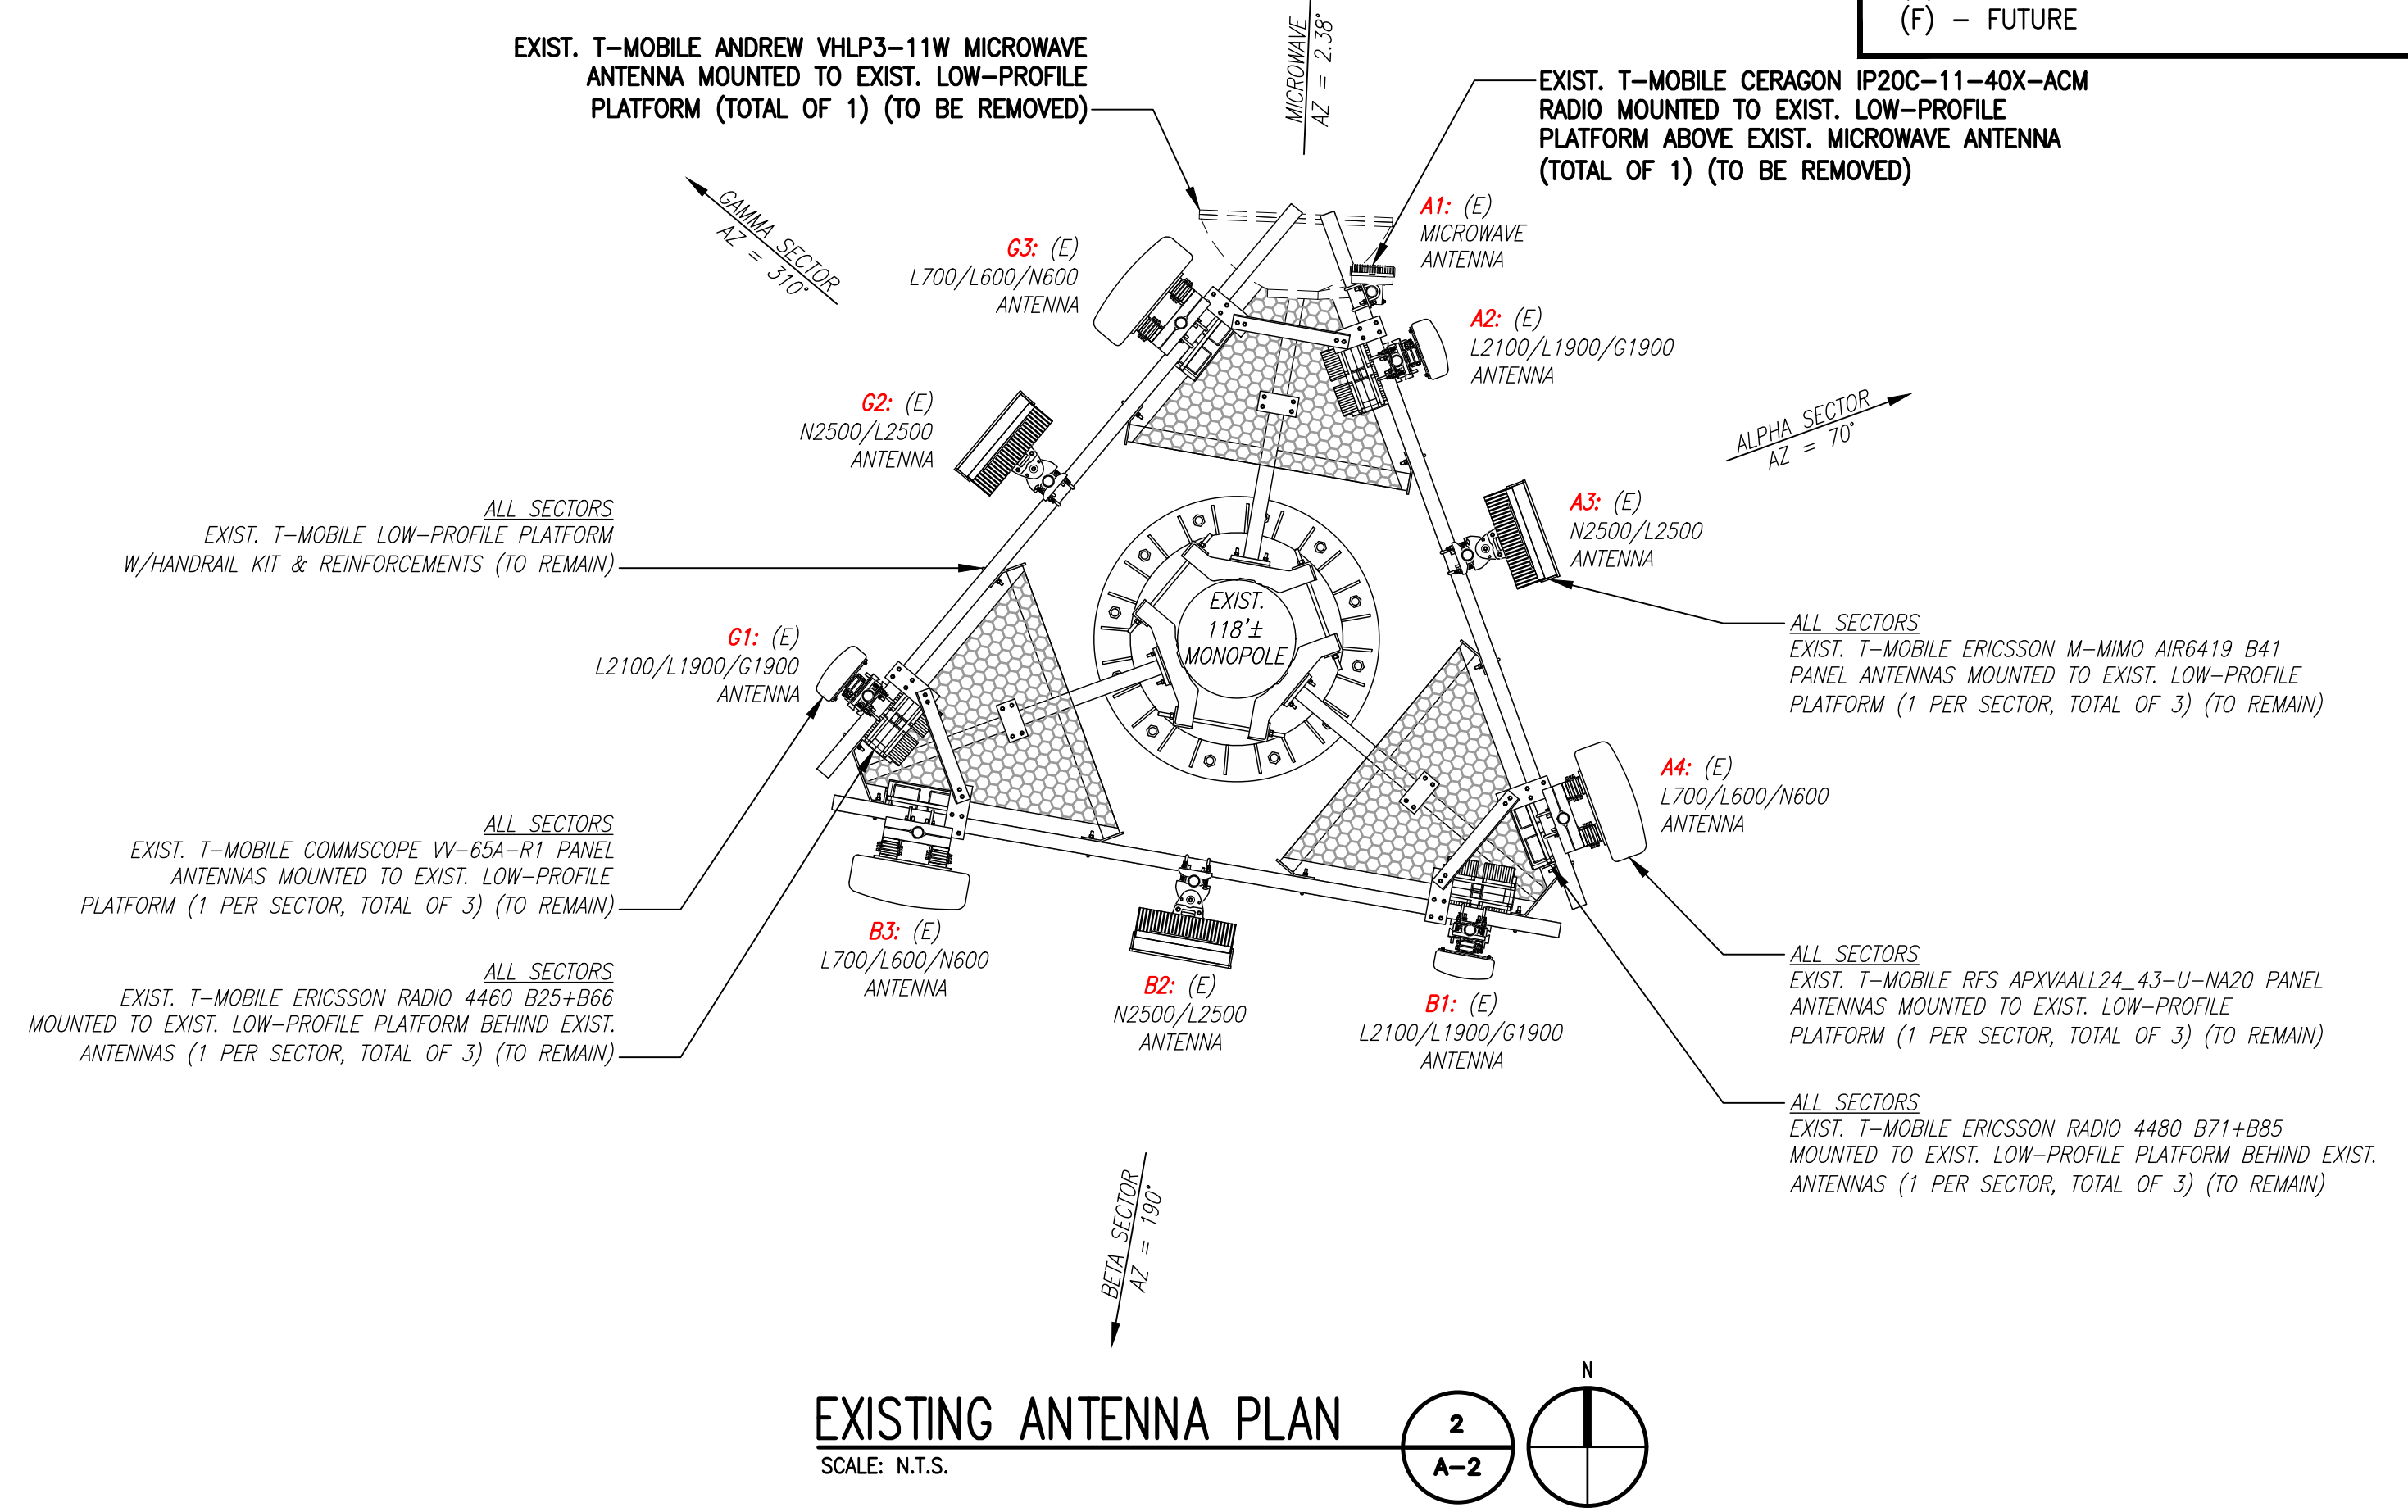 (F) – FUTURE
EXIST. T-MOBILE ANDREW VHLP3-11W MICROWAVE
ANTENNA MOUNTED TO EXIST. LOW-PROFILE
PLATFORM (TOTAL OF 1) (TO BE REMOVED)
MICROWAVE
AZ = 2.38°
EXIST. T-MOBILE CERAGON IP20C-11-40X-ACM
RADIO MOUNTED TO EXIST. LOW-PROFILE
PLATFORM ABOVE EXIST. MICROWAVE ANTENNA
(TOTAL OF 1) (TO BE REMOVED)
GAMMA SECTOR
AZ = 310°
A1: (E)
MICROWAVE
ANTENNA
G3: (E)
L700/L600/N600
ANTENNA
A2: (E)
L2100/L1900/G1900
ANTENNA
G2: (E)
N2500/L2500
ANTENNA
ALPHA SECTOR
AZ = 70°
A3: (E)
N2500/L2500
ANTENNA
ALL SECTORS
EXIST. T-MOBILE LOW-PROFILE PLATFORM
W/HANDRAIL KIT & REINFORCEMENTS (TO REMAIN)
EXIST.
118'±
MONOPOLE
G1: (E)
L2100/L1900/G1900
ANTENNA
ALL SECTORS
EXIST. T-MOBILE ERICSSON M-MIMO AIR6419 B41
PANEL ANTENNAS MOUNTED TO EXIST. LOW-PROFILE
PLATFORM (1 PER SECTOR, TOTAL OF 3) (TO REMAIN)
A4: (E)
L700/L600/N600
ANTENNA
ALL SECTORS
EXIST. T-MOBILE COMMSCOPE VV-65A-R1 PANEL
ANTENNAS MOUNTED TO EXIST. LOW-PROFILE
PLATFORM (1 PER SECTOR, TOTAL OF 3) (TO REMAIN)
B3: (E)
L700/L600/N600
ANTENNA
B2: (E)
N2500/L2500
ANTENNA
B1: (E)
L2100/L1900/G1900
ANTENNA
ALL SECTORS
EXIST. T-MOBILE RFS APXVAALL24_43-U-NA20 PANEL
ANTENNAS MOUNTED TO EXIST. LOW-PROFILE
PLATFORM (1 PER SECTOR, TOTAL OF 3) (TO REMAIN)
ALL SECTORS
EXIST. T-MOBILE ERICSSON RADIO 4460 B25+B66
MOUNTED TO EXIST. LOW-PROFILE PLATFORM BEHIND EXIST.
ANTENNAS (1 PER SECTOR, TOTAL OF 3) (TO REMAIN)
ALL SECTORS
EXIST. T-MOBILE ERICSSON RADIO 4480 B71+B85
MOUNTED TO EXIST. LOW-PROFILE PLATFORM BEHIND EXIST.
ANTENNAS (1 PER SECTOR, TOTAL OF 3) (TO REMAIN)
BETA SECTOR
AZ = 190°
EXISTING ANTENNA PLAN
SCALE: N.T.S.
2
A-2
N